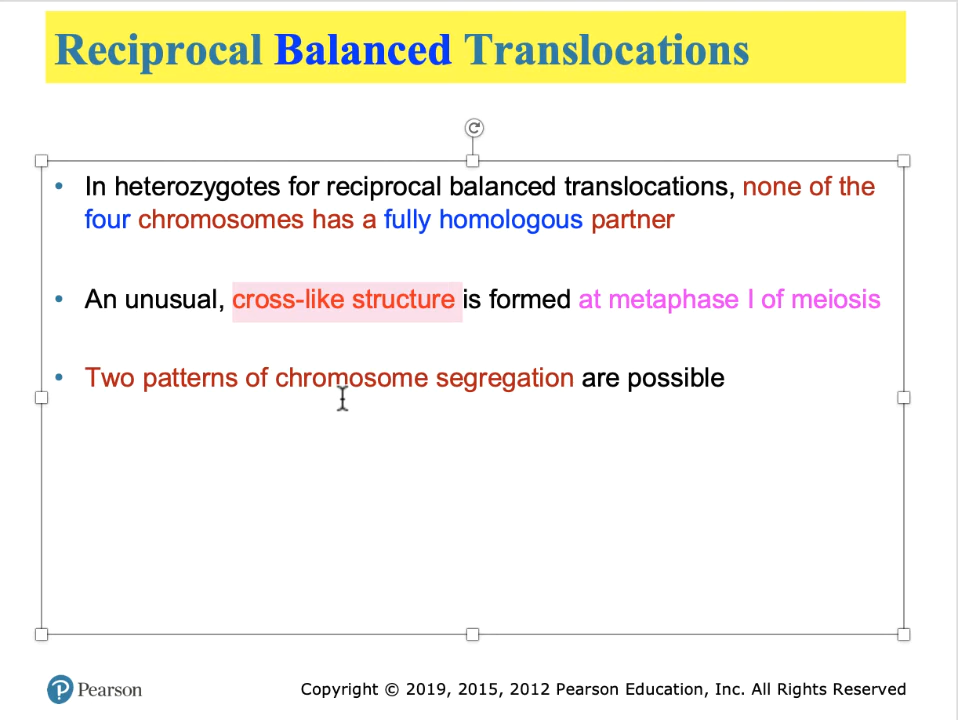 Reciprocal Balanced Translocations
• In heterozygotes for reciprocal balanced translocations, none of the
four chromosomes has a fully homologous partner
• An unusual, cross-like structure is formed at metaphase I of meiosis
• Two patterns of chromosome segregation are possible
Pearson
Copyright © 2019, 2015, 2012 Pearson Education, Inc. All Rights Reserved